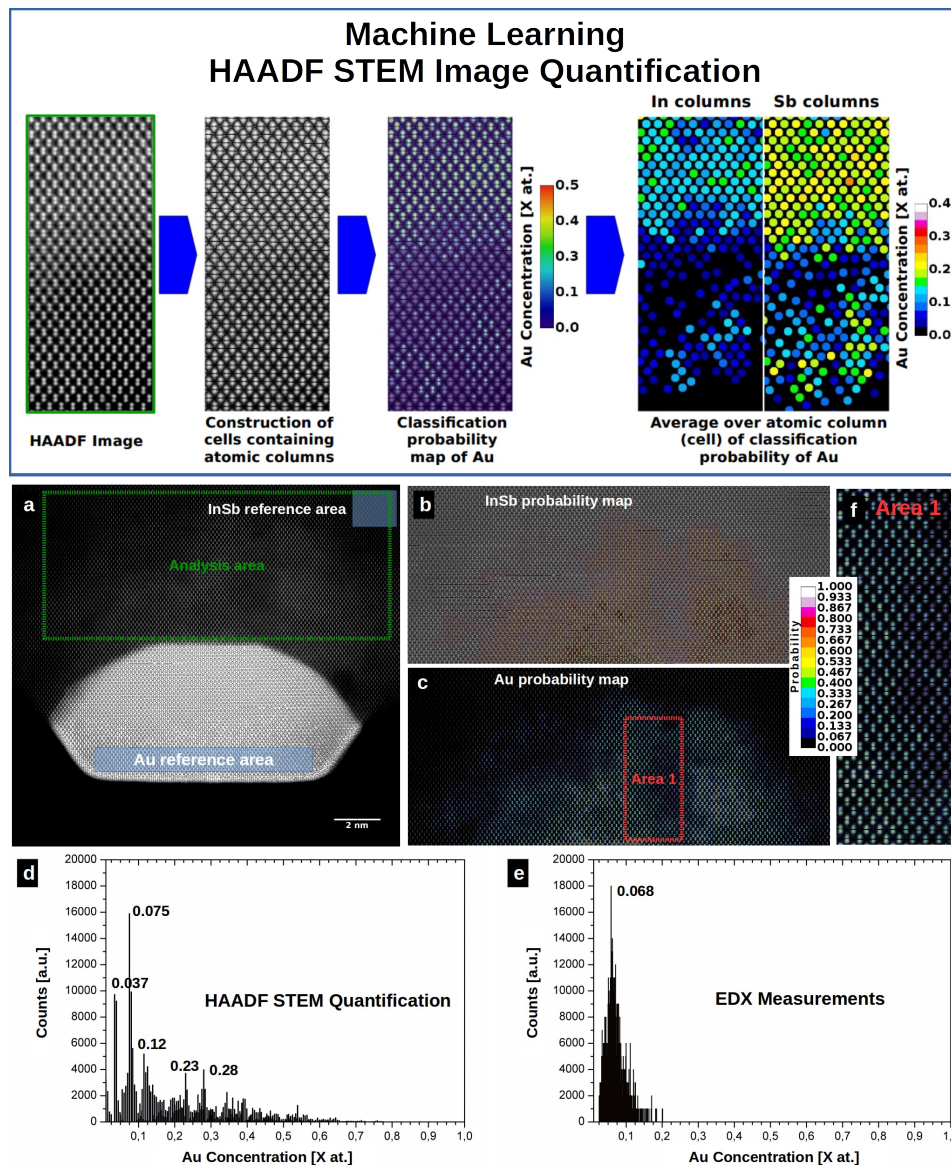 Machine Learning
HAADF STEM Image Quantification
In columns
Sb columns
Au Concentration [X at.]
0.5
0.4
0.3
0.1
0.0
Au Concentration [X at.]
0.4
0.3
0.2
0.1
0.0
HAADF Image
Construction of
cells containing
atomic columns
Classification
probability
map of Au
Average over atomic column
(cell) of classification
probability of Au
a
InSb reference area
Analysis area
Au reference area
2 nm
b
InSb probability map
c
Au probability map
Area 1
f
Area 1
Probability
1.000
0.933
0.867
0.800
0.733
0.667
0.600
0.533
0.467
0.400
0.333
0.267
0.200
0.133
0.067
0.000
d
20000
18000
16000
14000
12000
10000
8000
6000
4000
2000
0
Counts [a.u.]
0.075
0.037
0.12
0.23
0.28
HAADF STEM Quantification
0,1
0,2
0,3
0,4
0,5
0,6
0,7
0,8
0,9
1,0
Au Concentration [X at.]
e
20000
18000
16000
14000
12000
10000
8000
6000
4000
2000
0
Counts [a.u.]
0.068
EDX Measurements
0,1
0,2
0,3
0,4
0,5
0,6
0,7
0,8
0,9
1,
Au Concentration [X at.]